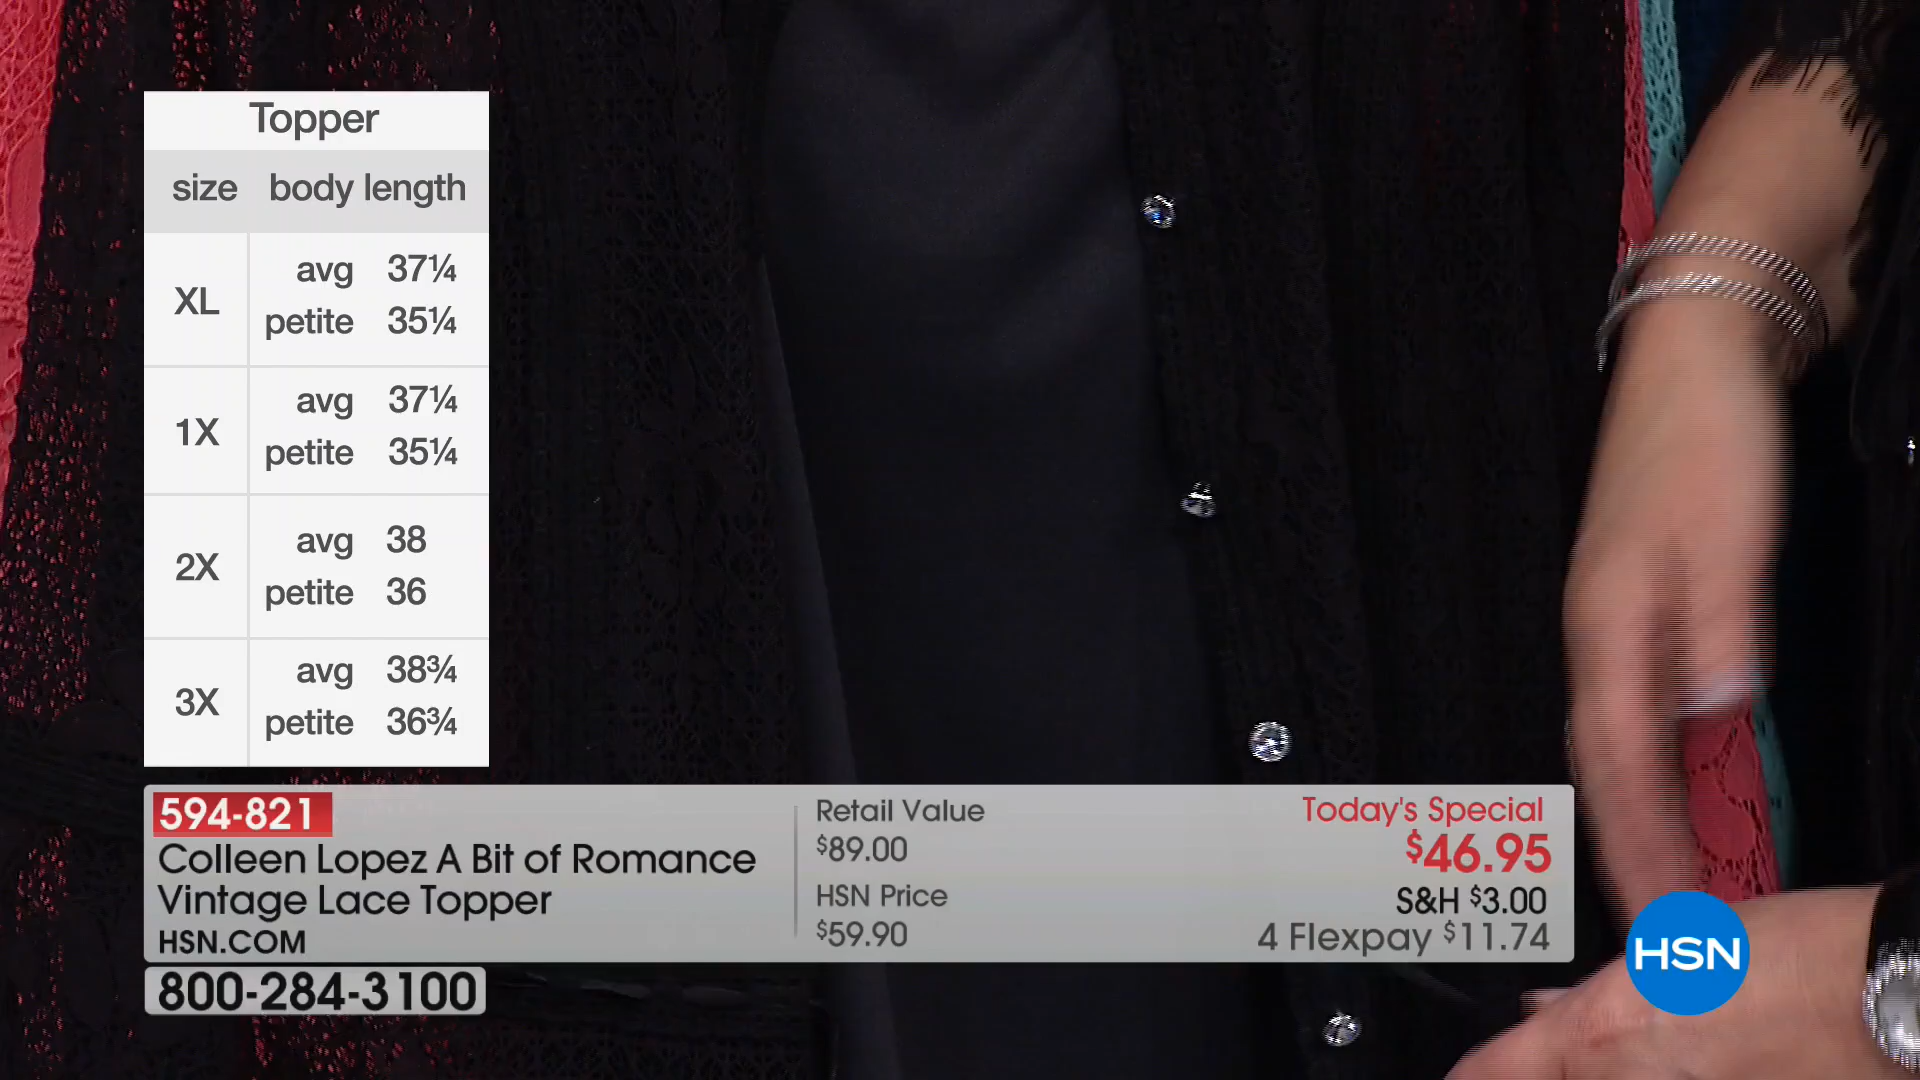 Topper
size body length
XL avg 37¼
petite 35¼
1X avg 37¼
petite 35¼
2X avg 38
petite 36
3X avg 38¾
petite 36¾
594-821
Colleen Lopez A Bit of Romance
Vintage Lace Topper
HSN.COM
800-284-3100
Retail Value
$89.00
HSN Price
$59.90
Today's Special
$46.95
S&H $3.00
4 Flexpay $11.74
HSN